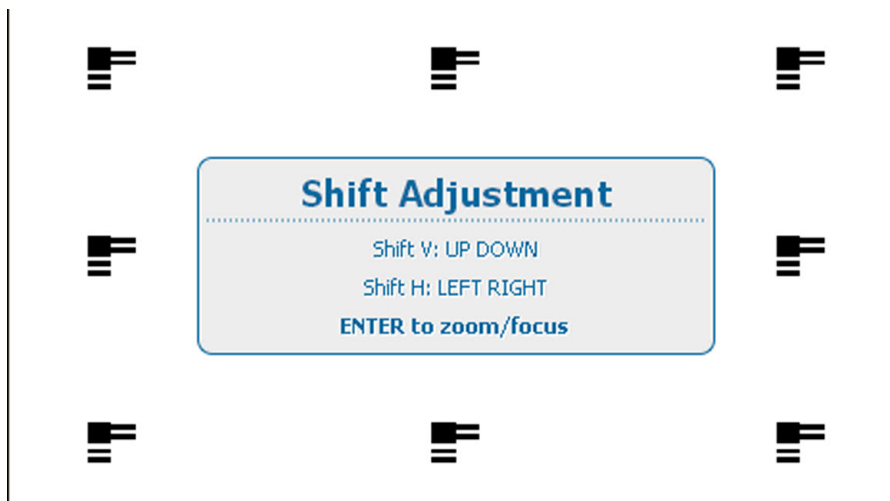 Shift Adjustment
Shift V: UP DOWN
Shift H: LEFT RIGHT
ENTER to zoom/focus